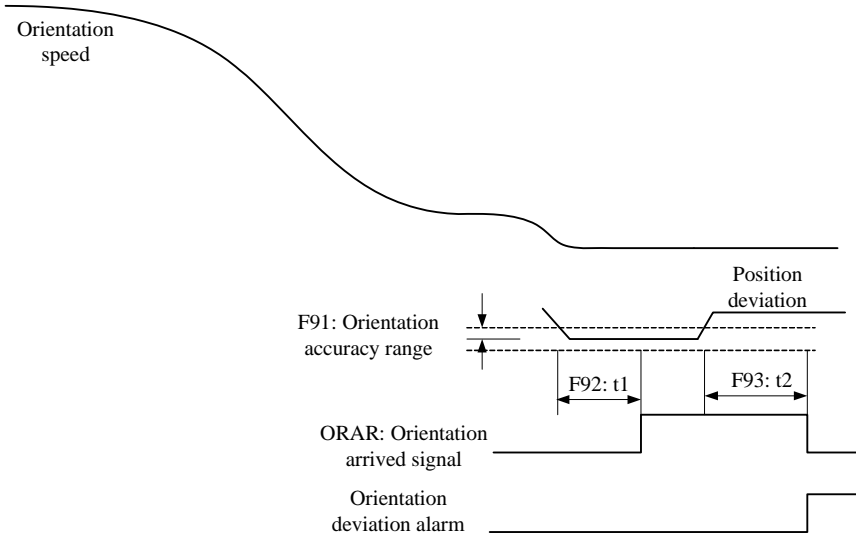 Orientation
speed
Position
deviation
F91: Orientation
accuracy range
F92: t1
F93: t2
ORAR: Orientation
arrived signal
Orientation
deviation alarm